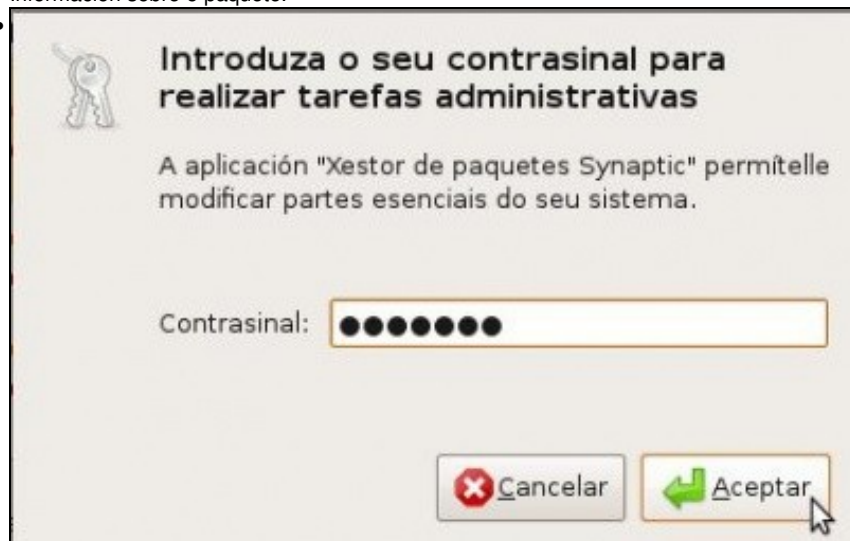 información sobre o paquete.
Introduza o seu contrasinal para
realizar tarefas administrativas
A aplicación "Xestor de paquetes Synaptic" permítelle
modificar partes esenciais do seu sistema.
Contrasinal: ●●●●●●●
Cancelar Aceptar